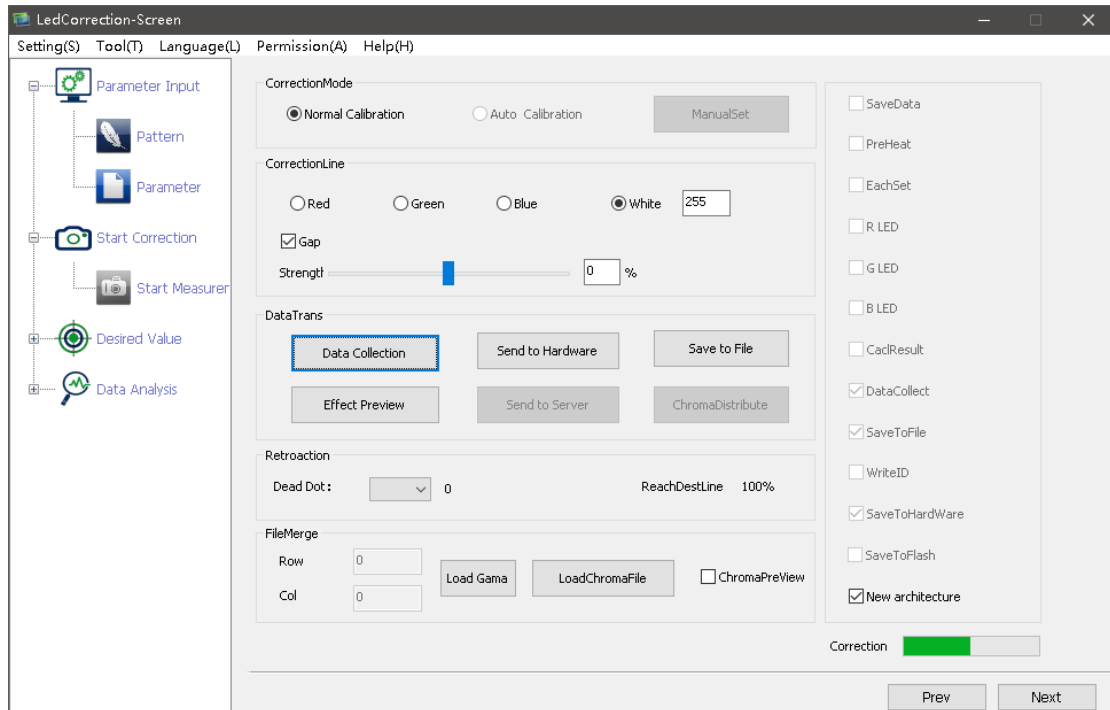 LedCorrection-Screen
Setting(S) Tool(T) Language(L) Permission(A) Help(H)
Parameter Input
Pattern
Parameter
Start Correction
Start Measurer
Desired Value
Data Analysis
CorrectionMode
Normal Calibration
Auto Calibration
ManualSet
CorrectionLine
Red
Green
Blue
White
255
Gap
Strengtl
0
%
DataTrans
Data Collection
Send to Hardware
Save to File
Effect Preview
Send to Server
ChromaDistribute
Retroaction
Dead Dot:
0
ReachDestLine 100%
FileMerge
Row
0
Col
0
Load Gama
LoadChromaFile
ChromaPreView
SaveData
PreHeat
EachSet
R LED
G LED
B LED
CaclResult
DataCollect
SaveToFile
WriteID
SaveToHardWare
SaveToFlash
New architecture
Correction
Prev
Next